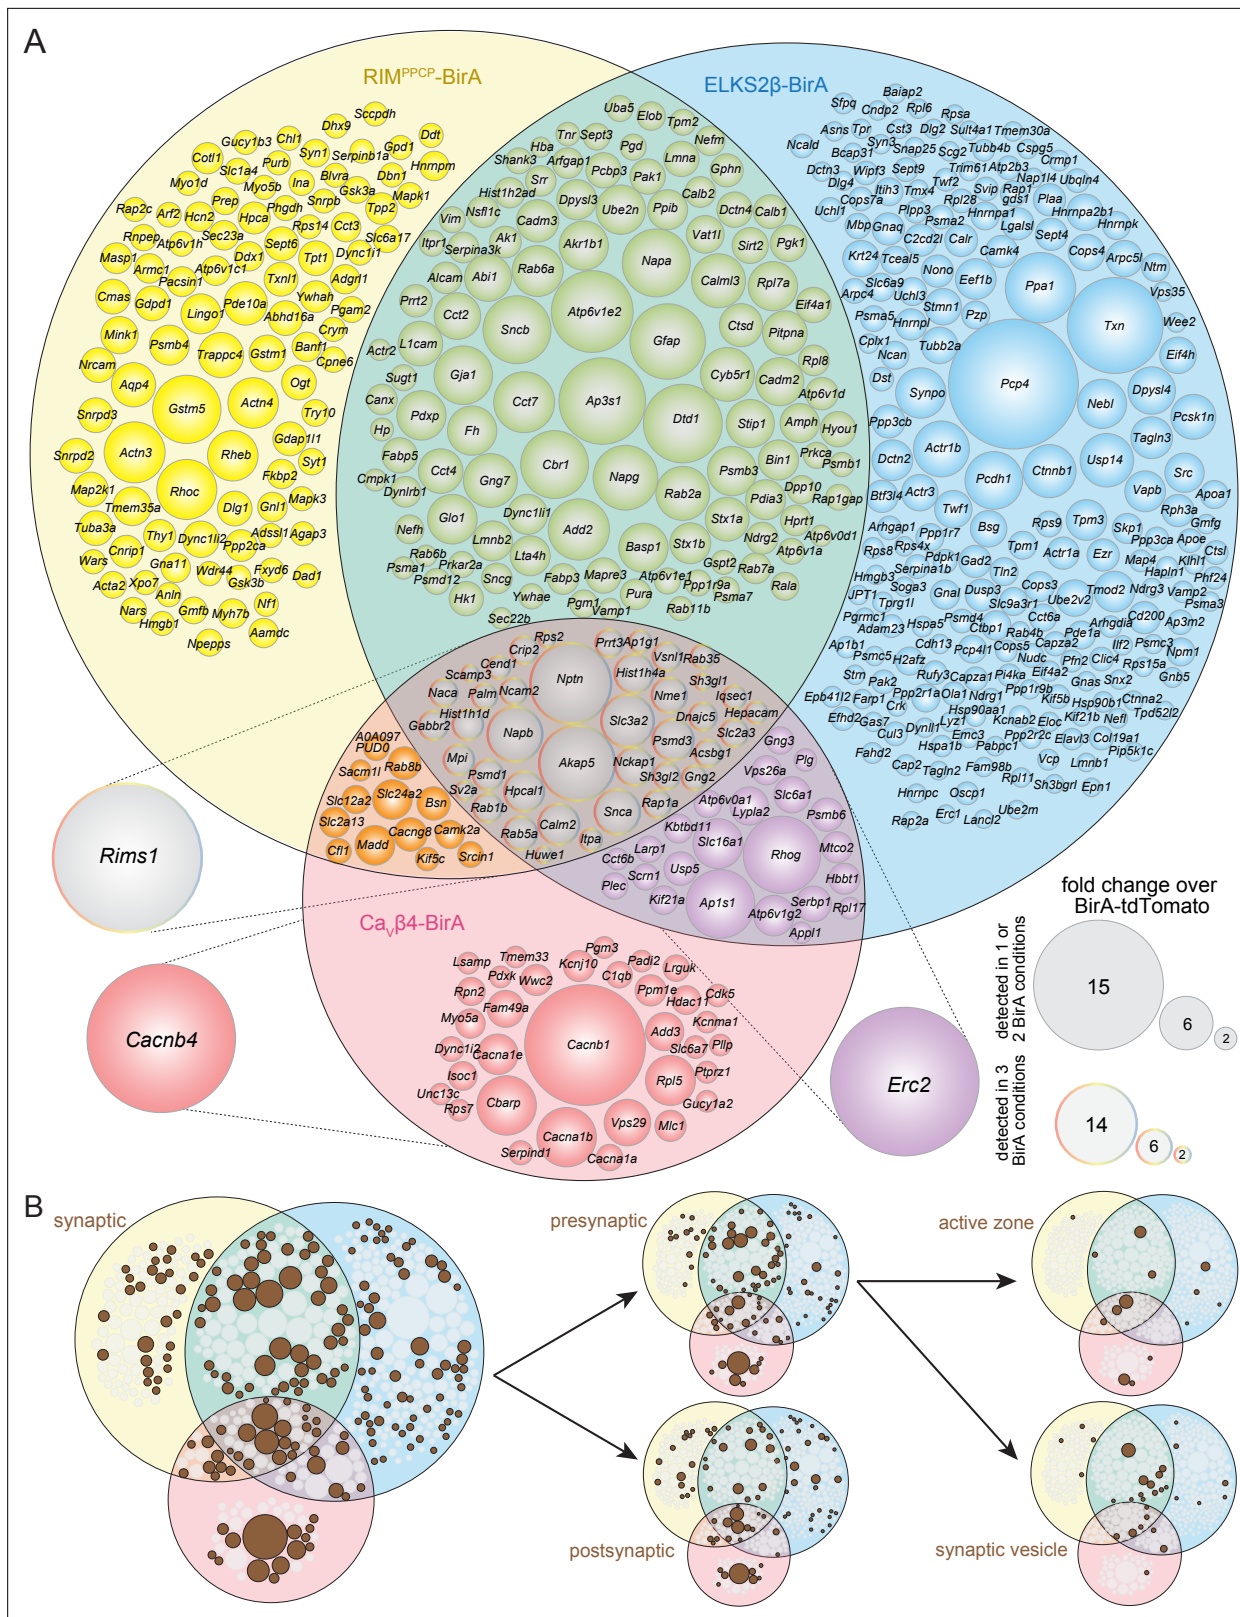 A
RIM^PPCP-BirA
ELKS2β-BirA
Sccpdh
Dhx9
Chl1
Gucy1b3
Ddt
Cotl1
Purb
Syn1
Serpinb1a
Gpd1
Slc1a4
Hnrnpm
Myo1d
Myo5b
Ina
Blvra
Dbn1
Gsk3a
Mapk1
Prep
Phgdh
Snrpb
Tpp2
Rap2c
Arf2
Hcn2
Hpca
Rps14
Cct3
Slc6a17
Rnpep
Atp6v1h
Sec23a
Sept6
Masp1
Ddx1
Tpt1
Dync1i1
Armc1
Atp6v1c1
Txnl1
Adgrl1
Pacsin1
Cmas
Gdpd1
Lingo1
Pde10a
Ywhah
Pgam2
Abhd16a
Crym
Mink1
Psmb4
Trappc4
Gstm1
Banf1
Cpne6
Nrcam
Aqp4
Ogt
Gstm5
Actn4
Try10
Snrpd3
Gdap1l1
Snrpd2
Actn3
Rheb
Syt1
Fkbp2
Map2k1
Rhoc
Mapk3
Tmem35a
Dlg1
Gnl1
Tuba3a
Thy1
Dync1li2
Adssl1
Agap3
Ppp2ca
Wars
Cnrip1
Gna11
Wdr44
Fxyd6
Dad1
Acta2
Xpo7
Anln
Gsk3b
Nars
Gmfb
Myh7b
Nf1
Hmgb1
Aamdc
Npepps
Uba5
Elob
Tpm2
Tnr
Sept3
Nefm
Hba
Pgd
Arfgap1
Lmna
Shank3
Pcbp3
Gphn
Srr
Pak1
Hist1h2ad
Dpysl3
Calb2
Vim
Nsfl1c
Ube2n
Ppib
Dctn4
Calb1
Cadm3
Itpr1
Ak1
Akr1b1
Vat1l
Sirt2
Pgk1
Serpina3k
Rab6a
Napa
Alcam
Abi1
Calml3
Rpl7a
Prrt2
Atp6v1e2
Eif4a1
Cct2
Sncb
Ctsd
Pitpna
L1cam
Gfap
Actr2
Rpl8
Gja1
Cyb5r1
Cadm2
Sugt1
Atp6v1d
Canx
Cct7
Ap3s1
Pdxp
Dtd1
Stip1
Amph
Hyou1
Hp
Fh
Prkca
Fabp5
Cbr1
Bin1
Psmb1
Cct4
Gng7
Napg
Psmb3
Cmpk1
Dpp10
Dynlrb1
Rab2a
Pdia3
Rap1gap
Glo1
Dync1li1
Stx1a
Hprt1
Nefh
Add2
Atp6v0d1
Lmnb2
Stx1b
Ndrg2
Basp1
Atp6v1a
Lta4h
Rab6b
Gspt2
Rab7a
Psma1
Prkar2a
Fabp3
Mapre3
Atp6v1e1
Rala
Psmd12
Sncg
Ppp1r9a
Hk1
Ywhae
Pura
Psma7
Pgm1
Rab11b
Sec22b
Vamp1
Sfpq
Baiap2
Cndp2
Rpl6
Rpsa
Asns
Tpr
Cst3
Dlg2
Sult4a1
Tmem30a
Ncald
Syn3
Snap25
Tubb4b
Cspg5
Bcap31
Scg2
Crmp1
Dctn3
Wipf3
Sept9
Trim61
Atp2b3
Dlg4
Itih3
Tmx4
Twf2
Svip
Rap1gds1
Nap1l4
Ubqln4
Uchl1
Cops7a
Plpp3
Rpl28
Plaa
Mbp
Gnaq
Psma2
Hnrnpa1
Hnrnpa2b1
C2cd2l
Calr
Lgalsl
Hnrnpk
Krt24
Tceal5
Camk4
Sept4
Cops4
Arpc5l
Slc6a9
Nono
Eef1b
Ntm
Arpc4
Uchl3
Ppa1
Vps35
Psma5
Stmn1
Pzp
Hnrnpl
Txn
Wee2
Cplx1
Tubb2a
Ncan
Eif4h
Dst
Pcp4
Synpo
Dpysl4
Nebl
Pcsk1n
Ppp3cb
Actr1b
Tagln3
Dctn2
Usp14
Pcdh1
Ctnnb1
Src
Btf3l4
Actr3
Vapb
Apoa1
Twf1
Rph3a
Arhgap1
Bsg
Rps9
Tpm3
Skp1
Gmfg
Ppp1r7
Rps8
Rps4x
Tpm1
Actr1a
Ppp3ca
Apoe
Pdpk1
Gad2
Ezr
Ctsl
Serpina1b
Map4
Klhl1
Hmgb3
Tln2
Hapln1
Soga3
Cops3
Phf24
JPT1
Gnal
Dusp3
Tmod2
Ndrg3
Vamp2
Tprg1l
Slc9a3r1
Ube2v2
Psma3
Pgrmc1
Hspa5
Psmd4
Cct6a
Cd200
Adam23
Ctbp1
Arhgdia
Ap3m2
Ap1b1
Cdh13
Rab4b
Pde1a
Ilf2
Psmc3
Psmc5
H2afz
Pcp4l1
Cops5
Capza2
Npm1
Nudc
Pfn2
Clic4
Rps15a
Strn
Rufy3
Capza1
Eif4a2
Gnb5
Pak2
Pi4ka
Gnas
Snx2
Epb41l2
Farp1
Ppp2r1a
Ola1
Ndrg1
Ppp1r9b
Ctnna2
Kif5b
Hsp90b1
Crk
Hsp90aa1
Tpd52l2
Efhd2
Gas7
Dynll1
Lyz1
Kcnab2
Eloc
Kif21b
Nefl
Cul3
Emc3
Ppp2r2c
Col19a1
Elavl3
Hspa1b
Pabpc1
Pip5k1c
Fahd2
Vcp
Cap2
Tagln2
Fam98b
Lmnb1
Rpl11
Sh3bgrl
Epn1
Hnrnpc
Oscp1
Ube2m
Rap2a
Erc1
Lancl2
Rps2
Prrt3
Ap1g1
Crip2
Vsnl1
Rab35
Cend1
Nptn
Hist1h4a
Scamp3
Sh3gl1
Naca
Palm
Ncam2
Nme1
Iqsec1
Slc3a2
Hist1h1d
Dnajc5
Hepacam
Gabbr2
Napb
Slc2a3
Psmd3
Acsbg1
Mpi
Akap5
Nckap1
Psmd1
Sh3gl2
Gng2
Sv2a
Hpcal1
Rap1a
Rab1b
Snca
Rab5a
Calm2
Itpa
Huwe1
A0A097
PUD0
Rab8b
Sacm1l
Slc24a2
Slc12a2
Bsn
Slc2a13
Cacng8
Camk2a
Madd
Cfl1
Kif5c
Srcin1
Gng3
Plg
Vps26a
Slc6a1
Atp6v0a1
Lypla2
Psmb6
Kbtbd11
Slc16a1
Mtco2
Larp1
Rhog
Cct6b
Usp5
Hbbt1
Scrn1
Plec
Kif21a
Ap1s1
Serbp1
Rpl17
Atp6v1g2
Appl1
Rims1
Cacnb4
Erc2
Ca_Vβ4-BirA
Pgm3
Tmem33
Kcnj10
Padi2
Lsamp
Lrguk
Pdxk
Wwc2
C1qb
Rpn2
Ppm1e
Cdk5
Fam49a
Hdac11
Myo5a
Add3
Kcnma1
Cacnb1
Dync1i2
Cacna1e
Slc6a7
Pllp
Isoc1
Rpl5
Ptprz1
Unc13c
Cbarp
Rps7
Gucy1a2
Vps29
Mlc1
Cacna1b
Serpind1
Cacna1a
fold change over
BirA-tdTomato
detected in 1 or
2 BirA conditions
15
6
2
detected in 3
BirA conditions
14
6
2
B
synaptic
presynaptic
active zone
postsynaptic
synaptic vesicle